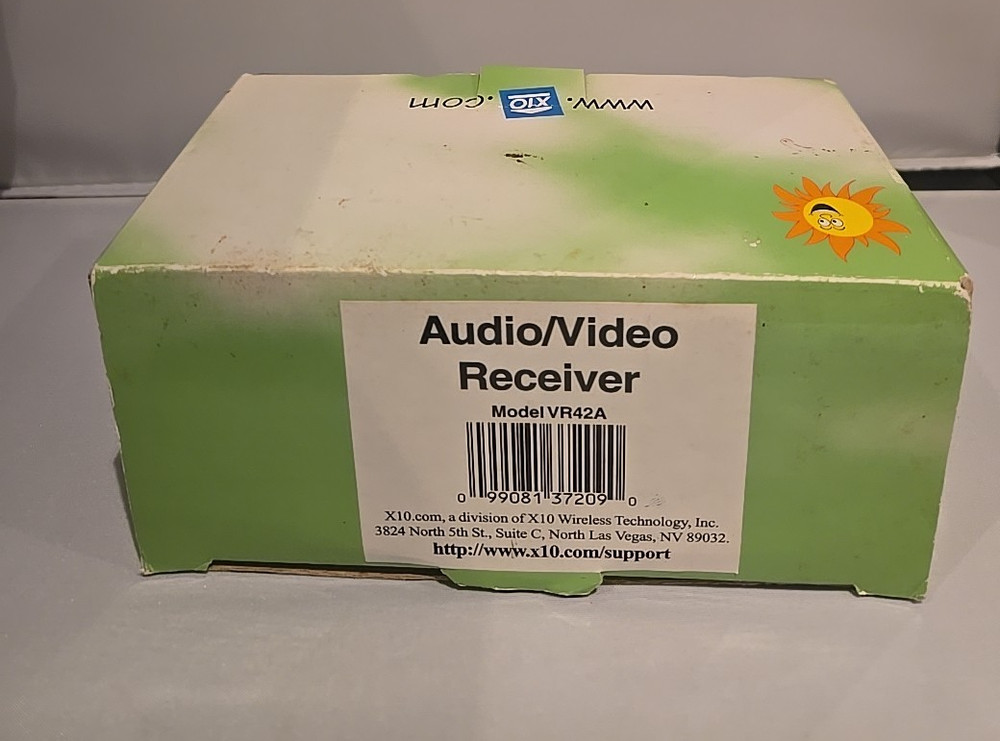 www.X10.com
Audio/Video
Receiver
Model VR42A
0 99081 37209 0
X10.com, a division of X10 Wireless Technology, Inc.
3824 North 5th St., Suite C, North Las Vegas, NV 89032.
http://www.x10.com/support